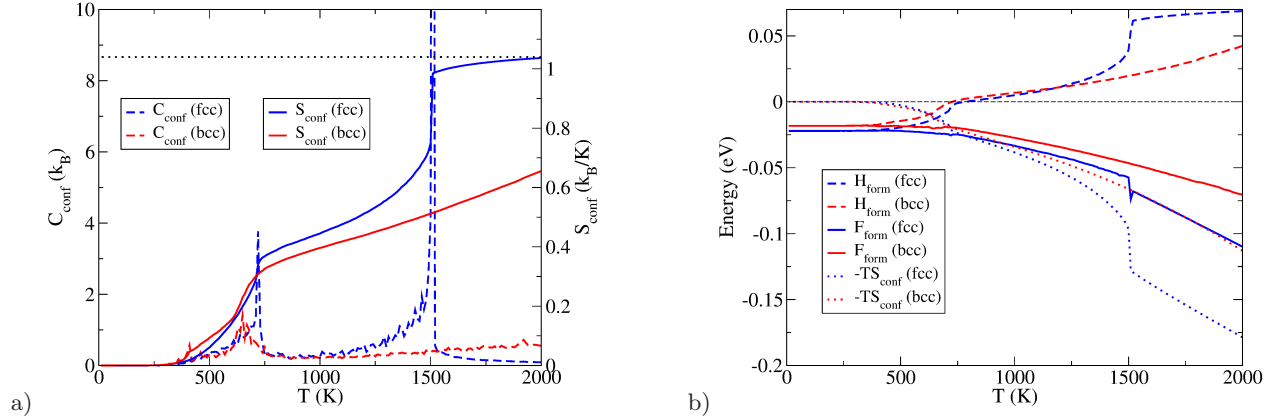 10
8
6
4
2
0
C_conf (k_B)
1
0.8
0.6
0.4
0.2
0
S_conf (k_B/K)
C_conf (fcc)
C_conf (bcc)
S_conf (fcc)
S_conf (bcc)
0 500 1000 1500 2000
T (K)
a)
0.05
0
-0.05
-0.1
-0.15
-0.2
Energy (eV)
H_form (fcc)
H_form (bcc)
F_form (fcc)
F_form (bcc)
-TS_conf (fcc)
-TS_conf (bcc)
0 500 1000 1500 2000
T (K)
b)